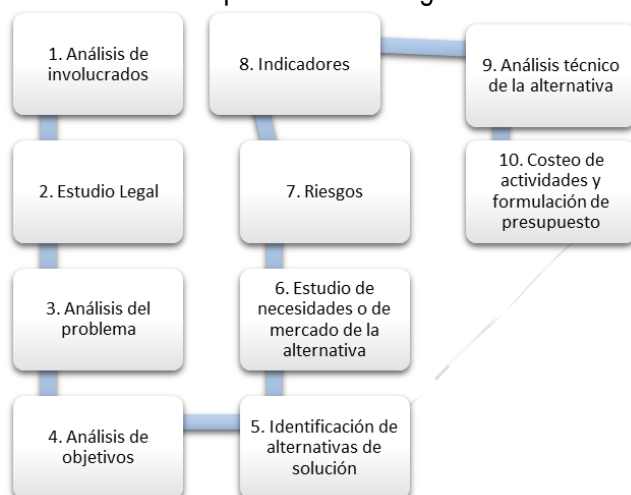 1. Análisis de
involucrados
2. Estudio Legal
3. Análisis del
problema
4. Análisis de
objetivos
5. Identificación de
alternativas de
solución
6. Estudio de
necesidades o de
mercado de la
alternativa
7. Riesgos
8. Indicadores
9. Análisis técnico
de la alternativa
10. Costeo de
actividades y
formulación de
presupuesto